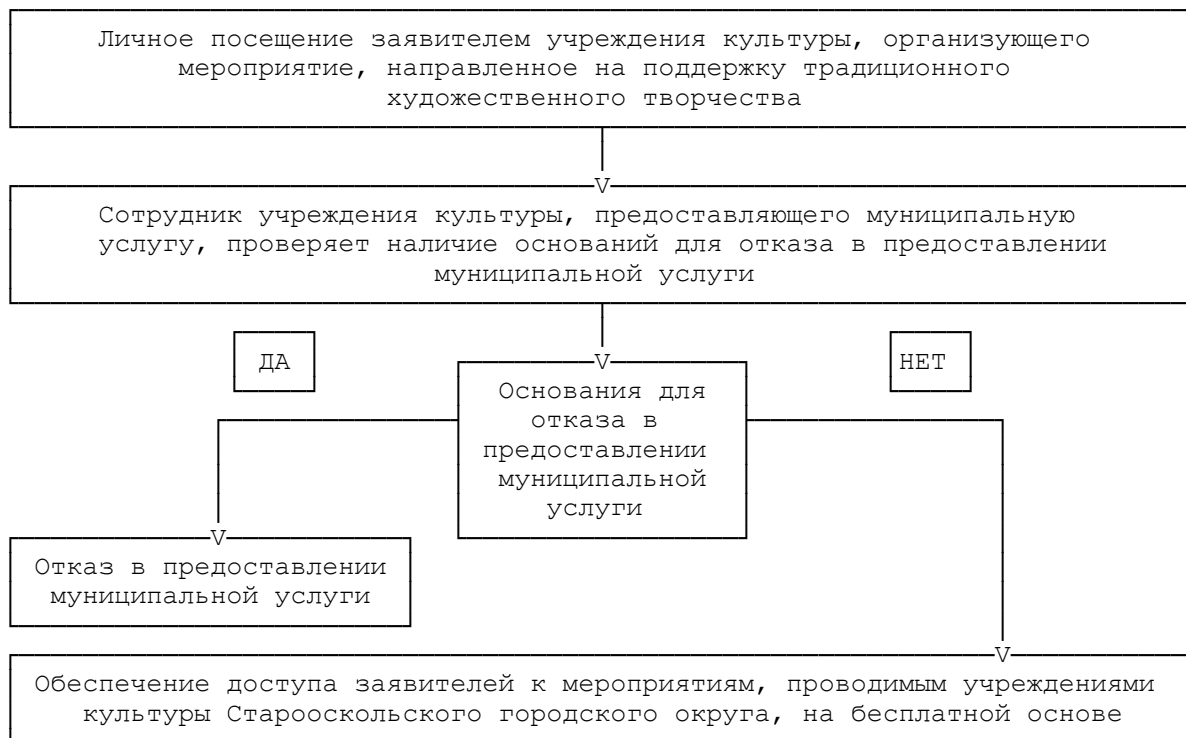 Личное посещение заявителем учреждения культуры, организующего
мероприятие, направленное на поддержку традиционного
художественного творчества
V
Сотрудник учреждения культуры, предоставляющего муниципальную
услугу, проверяет наличие оснований для отказа в предоставлении
муниципальной услуги
ДА
V
НЕТ
Основания для
отказа в
предоставлении
муниципальной
услуги
V
Отказ в предоставлении
муниципальной услуги
V
Обеспечение доступа заявителей к мероприятиям, проводимым учреждениями
культуры Старооскольского городского округа, на бесплатной основе